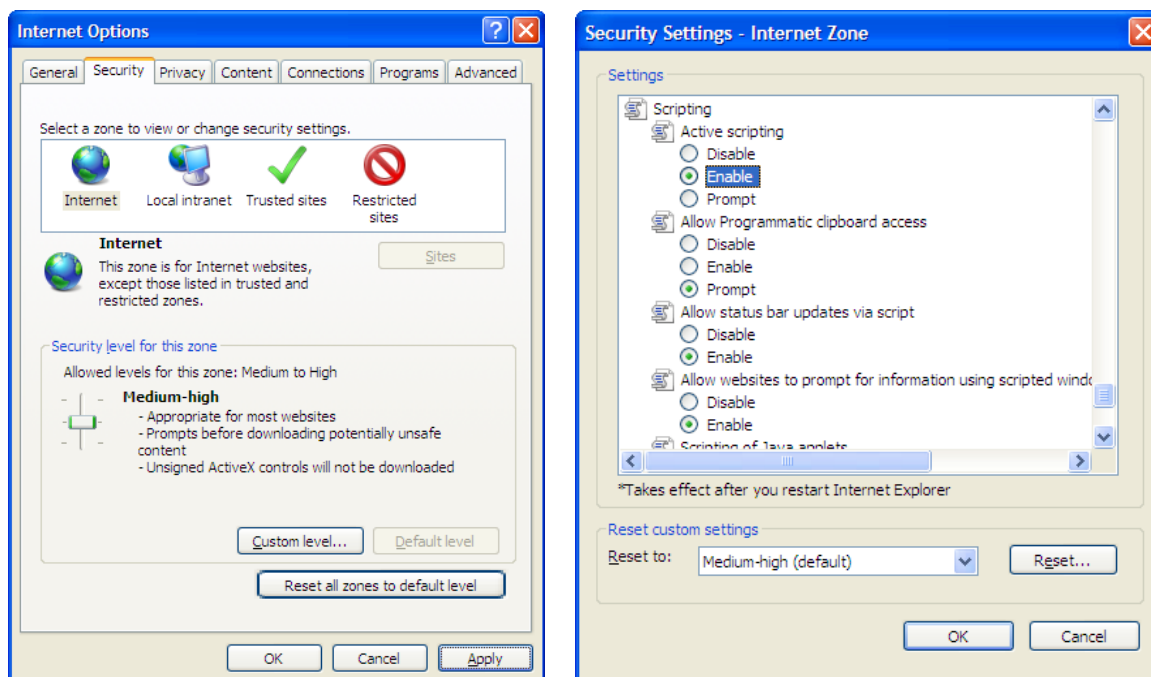 Internet Options
General Security Privacy Content Connections Programs Advanced
Select a zone to view or change security settings.
Internet Local intranet Trusted sites Restricted
sites
Internet
Sites
This zone is for Internet websites,
except those listed in trusted and
restricted zones.
Security level for this zone
Allowed levels for this zone: Medium to High
Medium-high
- Appropriate for most websites
- Prompts before downloading potentially unsafe
content
- Unsigned ActiveX controls will not be downloaded
Custom level... Default level
Reset all zones to default level
OK Cancel Apply
Security Settings - Internet Zone
Settings
Scripting
Active scripting
Disable
Enable
Prompt
Allow Programmatic clipboard access
Disable
Enable
Prompt
Allow status bar updates via script
Disable
Enable
Allow websites to prompt for information using scripted windo
Disable
Enable
Scripting of Java applets
*Takes effect after you restart Internet Explorer
Reset custom settings
Reset to: Medium-high (default) Reset...
OK Cancel